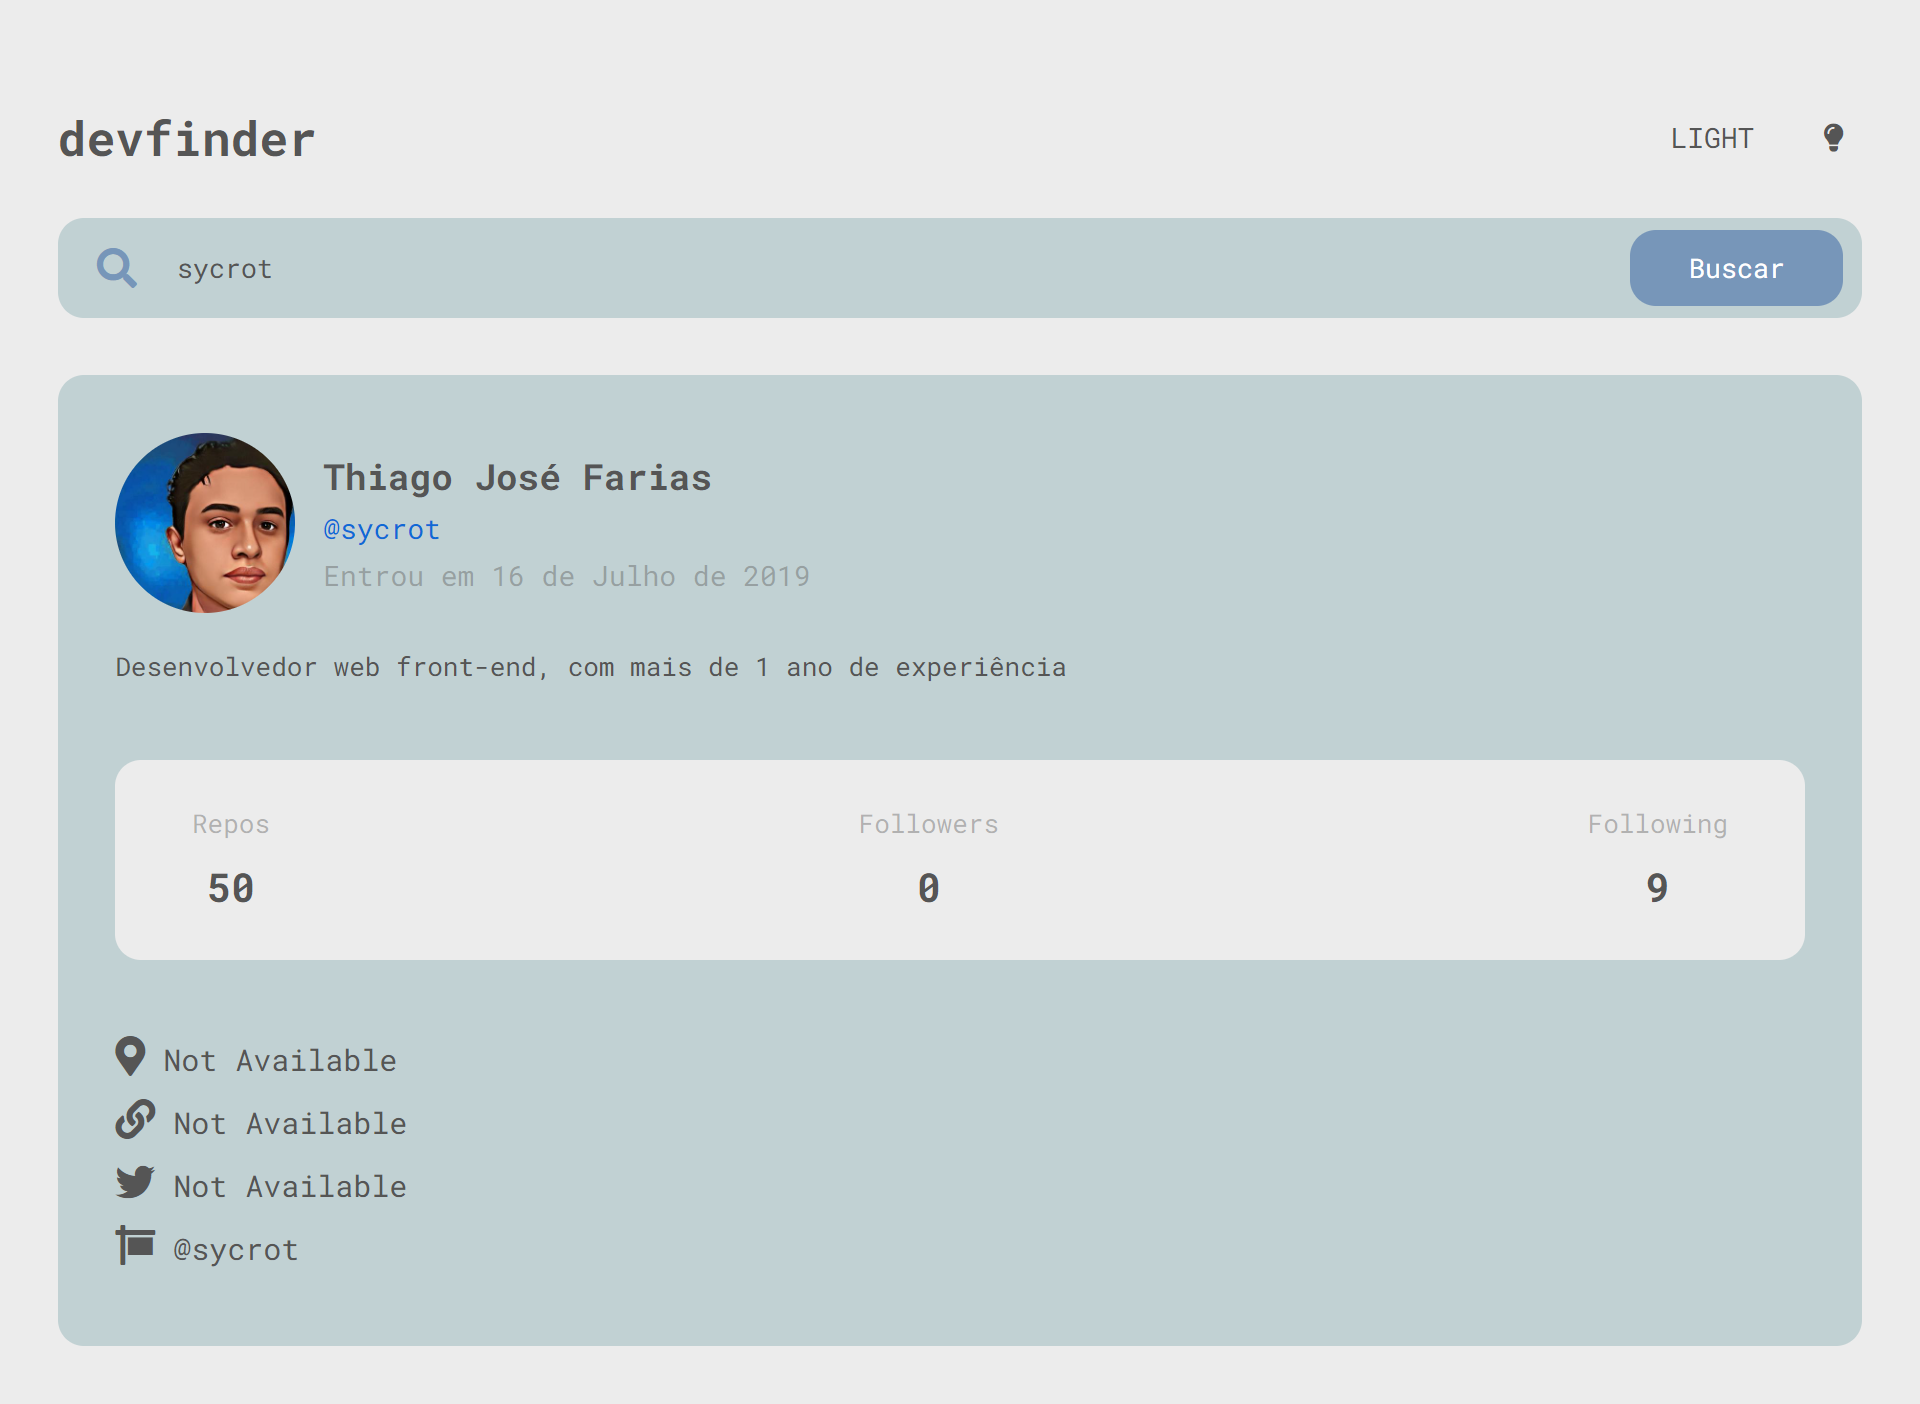 devfinder
LIGHT
sycrot
Buscar
Thiago José Farias
@sycrot
Entrou em 16 de Julho de 2019
Desenvolvedor web front-end, com mais de 1 ano de experiência
Repos Followers Following
50 0 9
Not Available
Not Available
Not Available
@sycrot